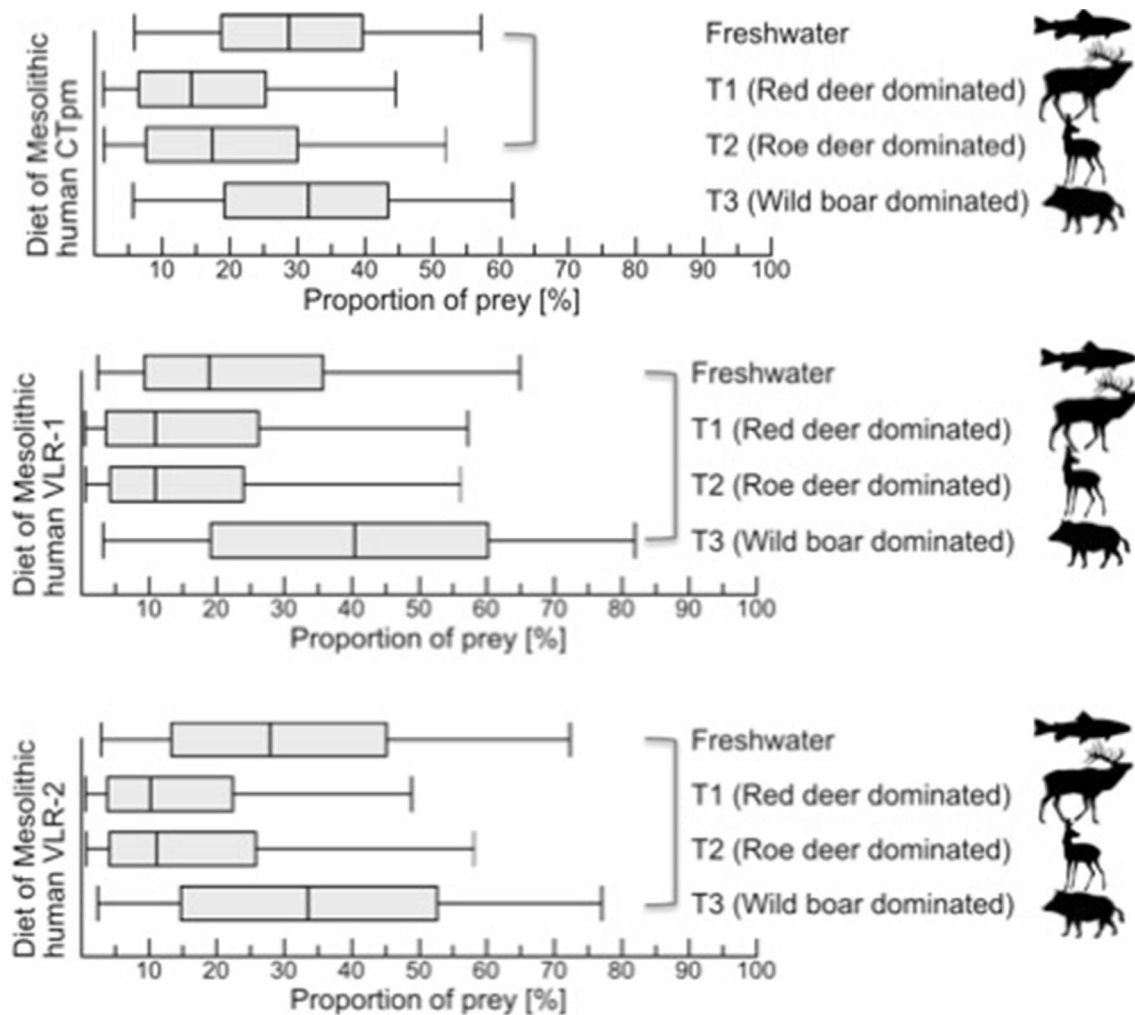 Diet of Mesolithic
human CTpm
Freshwater
T1 (Red deer dominated)
T2 (Roe deer dominated)
T3 (Wild boar dominated)
10 20 30 40 50 60 70 80 90 100
Proportion of prey [%]
Diet of Mesolithic
human VLR-1
Freshwater
T1 (Red deer dominated)
T2 (Roe deer dominated)
T3 (Wild boar dominated)
10 20 30 40 50 60 70 80 90 100
Proportion of prey [%]
Diet of Mesolithic
human VLR-2
Freshwater
T1 (Red deer dominated)
T2 (Roe deer dominated)
T3 (Wild boar dominated)
10 20 30 40 50 60 70 80 90 100
Proportion of prey [%]